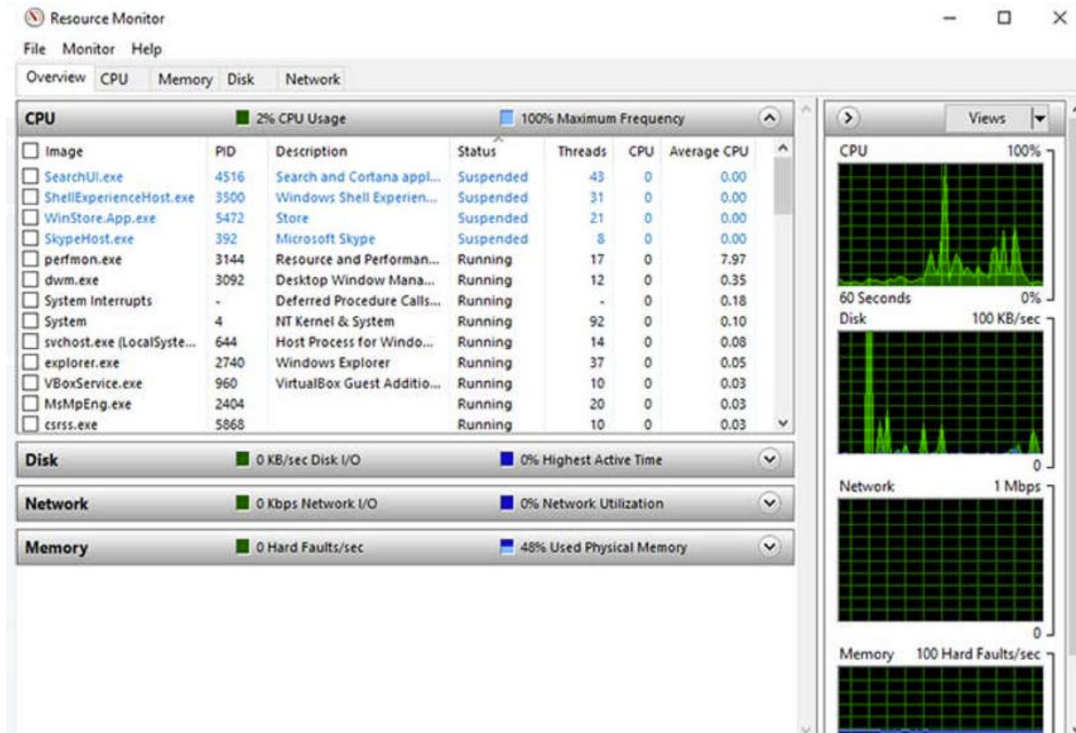 Resource Monitor
File Monitor Help
Overview CPU Memory Disk Network
CPU 2% CPU Usage 100% Maximum Frequency
Image PID Description Status Threads CPU Average CPU
SearchUI.exe 4516 Search and Cortana appl... Suspended 43 0 0.00
ShellExperienceHost.exe 3500 Windows Shell Experien... Suspended 31 0 0.00
WinStore.App.exe 5472 Store Suspended 21 0 0.00
SkypeHost.exe 392 Microsoft Skype Suspended 8 0 0.00
perfmon.exe 3144 Resource and Performan... Running 17 0 7.97
dwm.exe 3092 Desktop Window Mana... Running 12 0 0.35
System Interrupts - Deferred Procedure Calls... Running - 0 0.18
System 4 NT Kernel & System Running 92 0 0.10
svchost.exe (LocalSyste... 644 Host Process for Windo... Running 14 0 0.08
explorer.exe 2740 Windows Explorer Running 37 0 0.05
VBoxService.exe 960 VirtualBox Guest Additio... Running 10 0 0.03
MsMpEng.exe 2404 Running 20 0 0.03
csrss.exe 5868 Running 10 0 0.03
Disk 0 KB/sec Disk I/O 0% Highest Active Time
Network 0 Kbps Network I/O 0% Network Utilization
Memory 0 Hard Faults/sec 48% Used Physical Memory
Views
CPU 100%
60 Seconds 0%
Disk 100 KB/sec
0
Network 1 Mbps
0
Memory 100 Hard Faults/sec